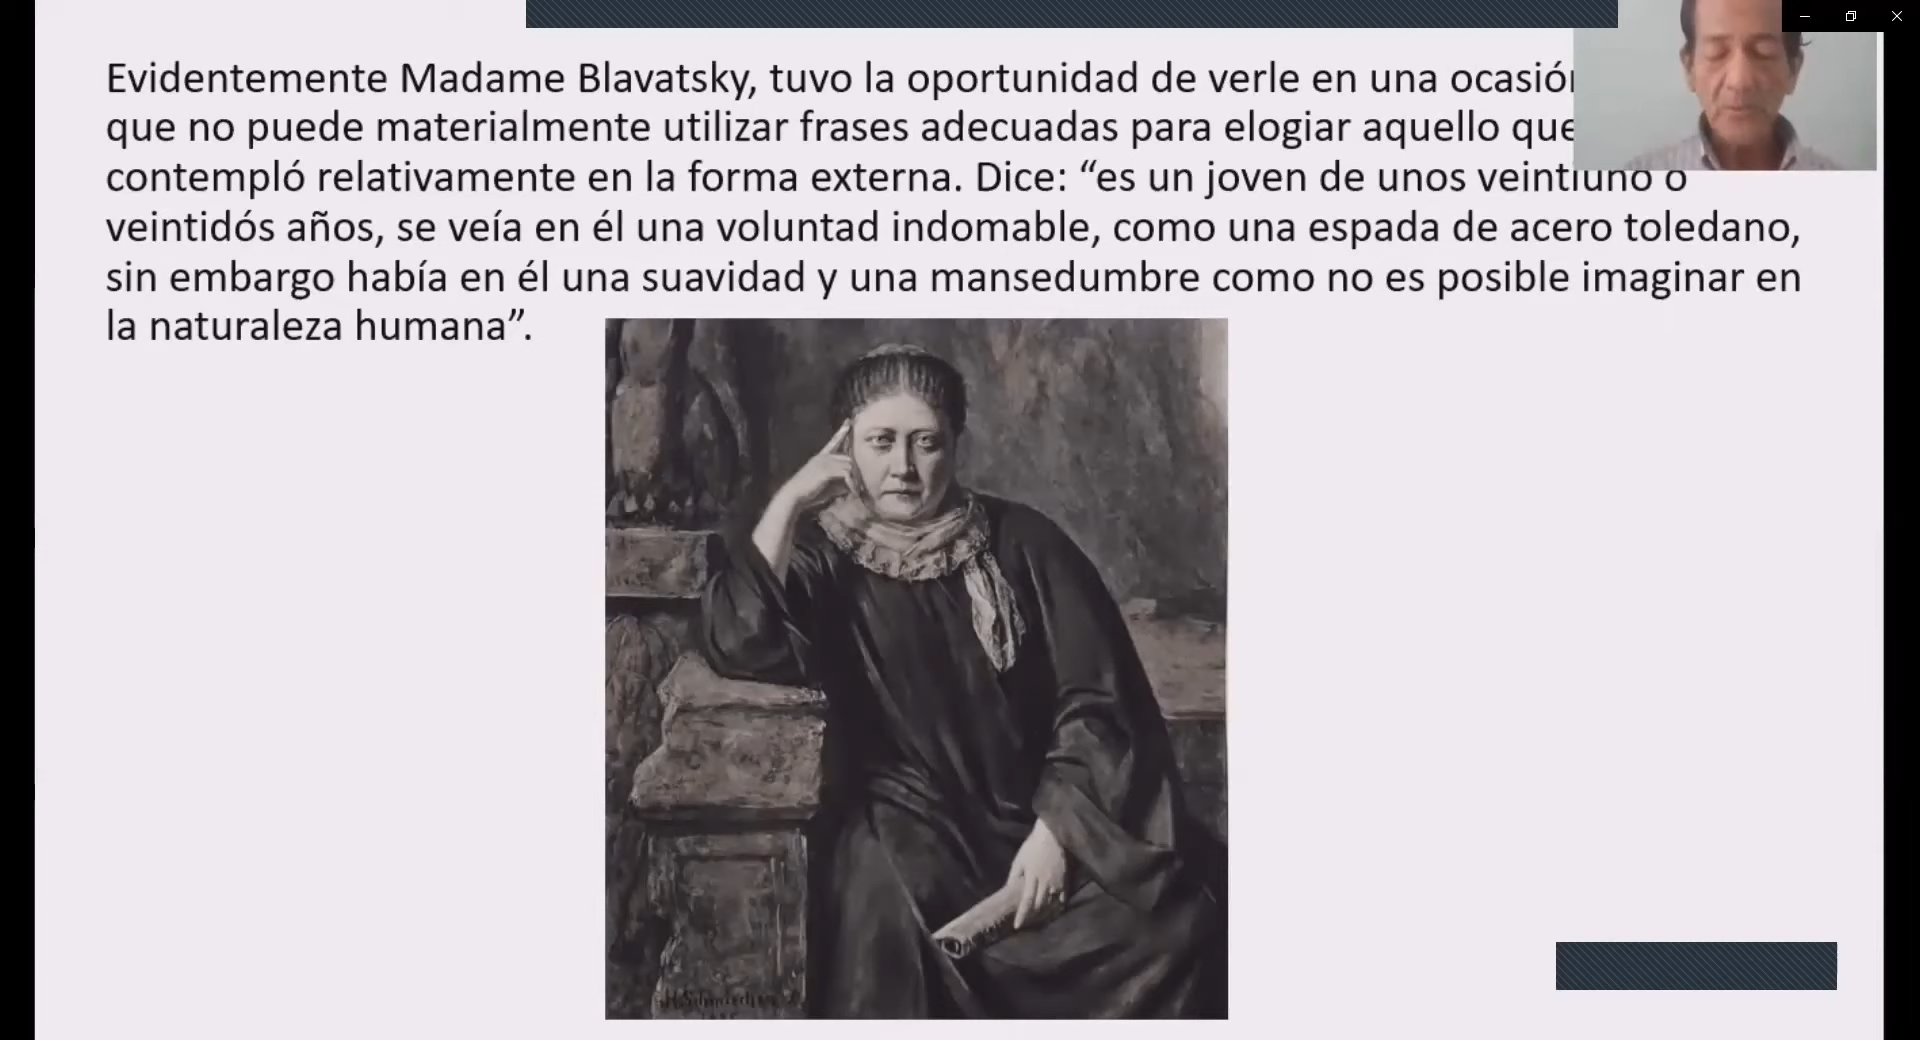 Evidentemente Madame Blavatsky, tuvo la oportunidad de verle en una ocasión
que no puede materialmente utilizar frases adecuadas para elogiar aquello que
contempló relativamente en la forma externa. Dice: “es un joven de unos veintiuno o
veintidós años, se veía en él una voluntad indomable, como una espada de acero toledano,
sin embargo había en él una suavidad y una mansedumbre como no es posible imaginar en
la naturaleza humana”.